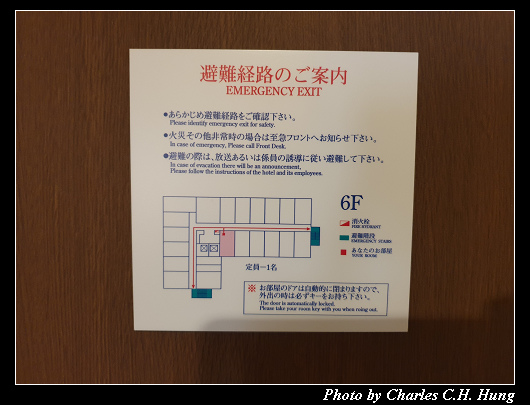 避難経路のご案内
EMERGENCY EXIT
●あらかじめ避難経路をご確認下さい。
Please identify emergency exit for safety.
●火災その他非常時の場合は至急フロントへお知らせ下さい。
In case of emergency, Please call Front Desk.
●避難の際は、放送あるいは係員の誘導に従い避難して下さい。
In case of evacuation there will be an announcement,
Please follow the instructions of the hotel and its employees.
6F
消火栓
FIRE HYDRANT
避難階段
EMERGENCY STAIRS
あなたのお部屋
YOUR ROOM
定員ー1名
※ お部屋のドアは自動的に閉まりますので、
外出の時は必ずキーをお持ち下さい。
The door is automatically locked.
Please take your room key with you when going out.
Photo by Charles C.H. Hung